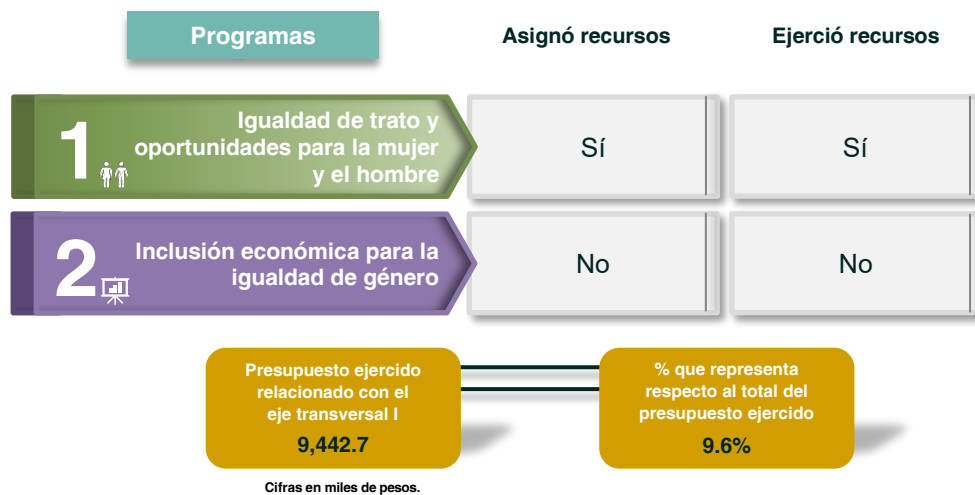 Programas
Asignó recursos
Ejerció recursos
1
Igualdad de trato y
oportunidades para la mujer
y el hombre
Sí
Sí
2
Inclusión económica para la
igualdad de género
No
No
Presupuesto ejercido
relacionado con el
eje transversal I
9,442.7
% que representa
respecto al total del
presupuesto ejercido
9.6%
Cifras en miles de pesos.